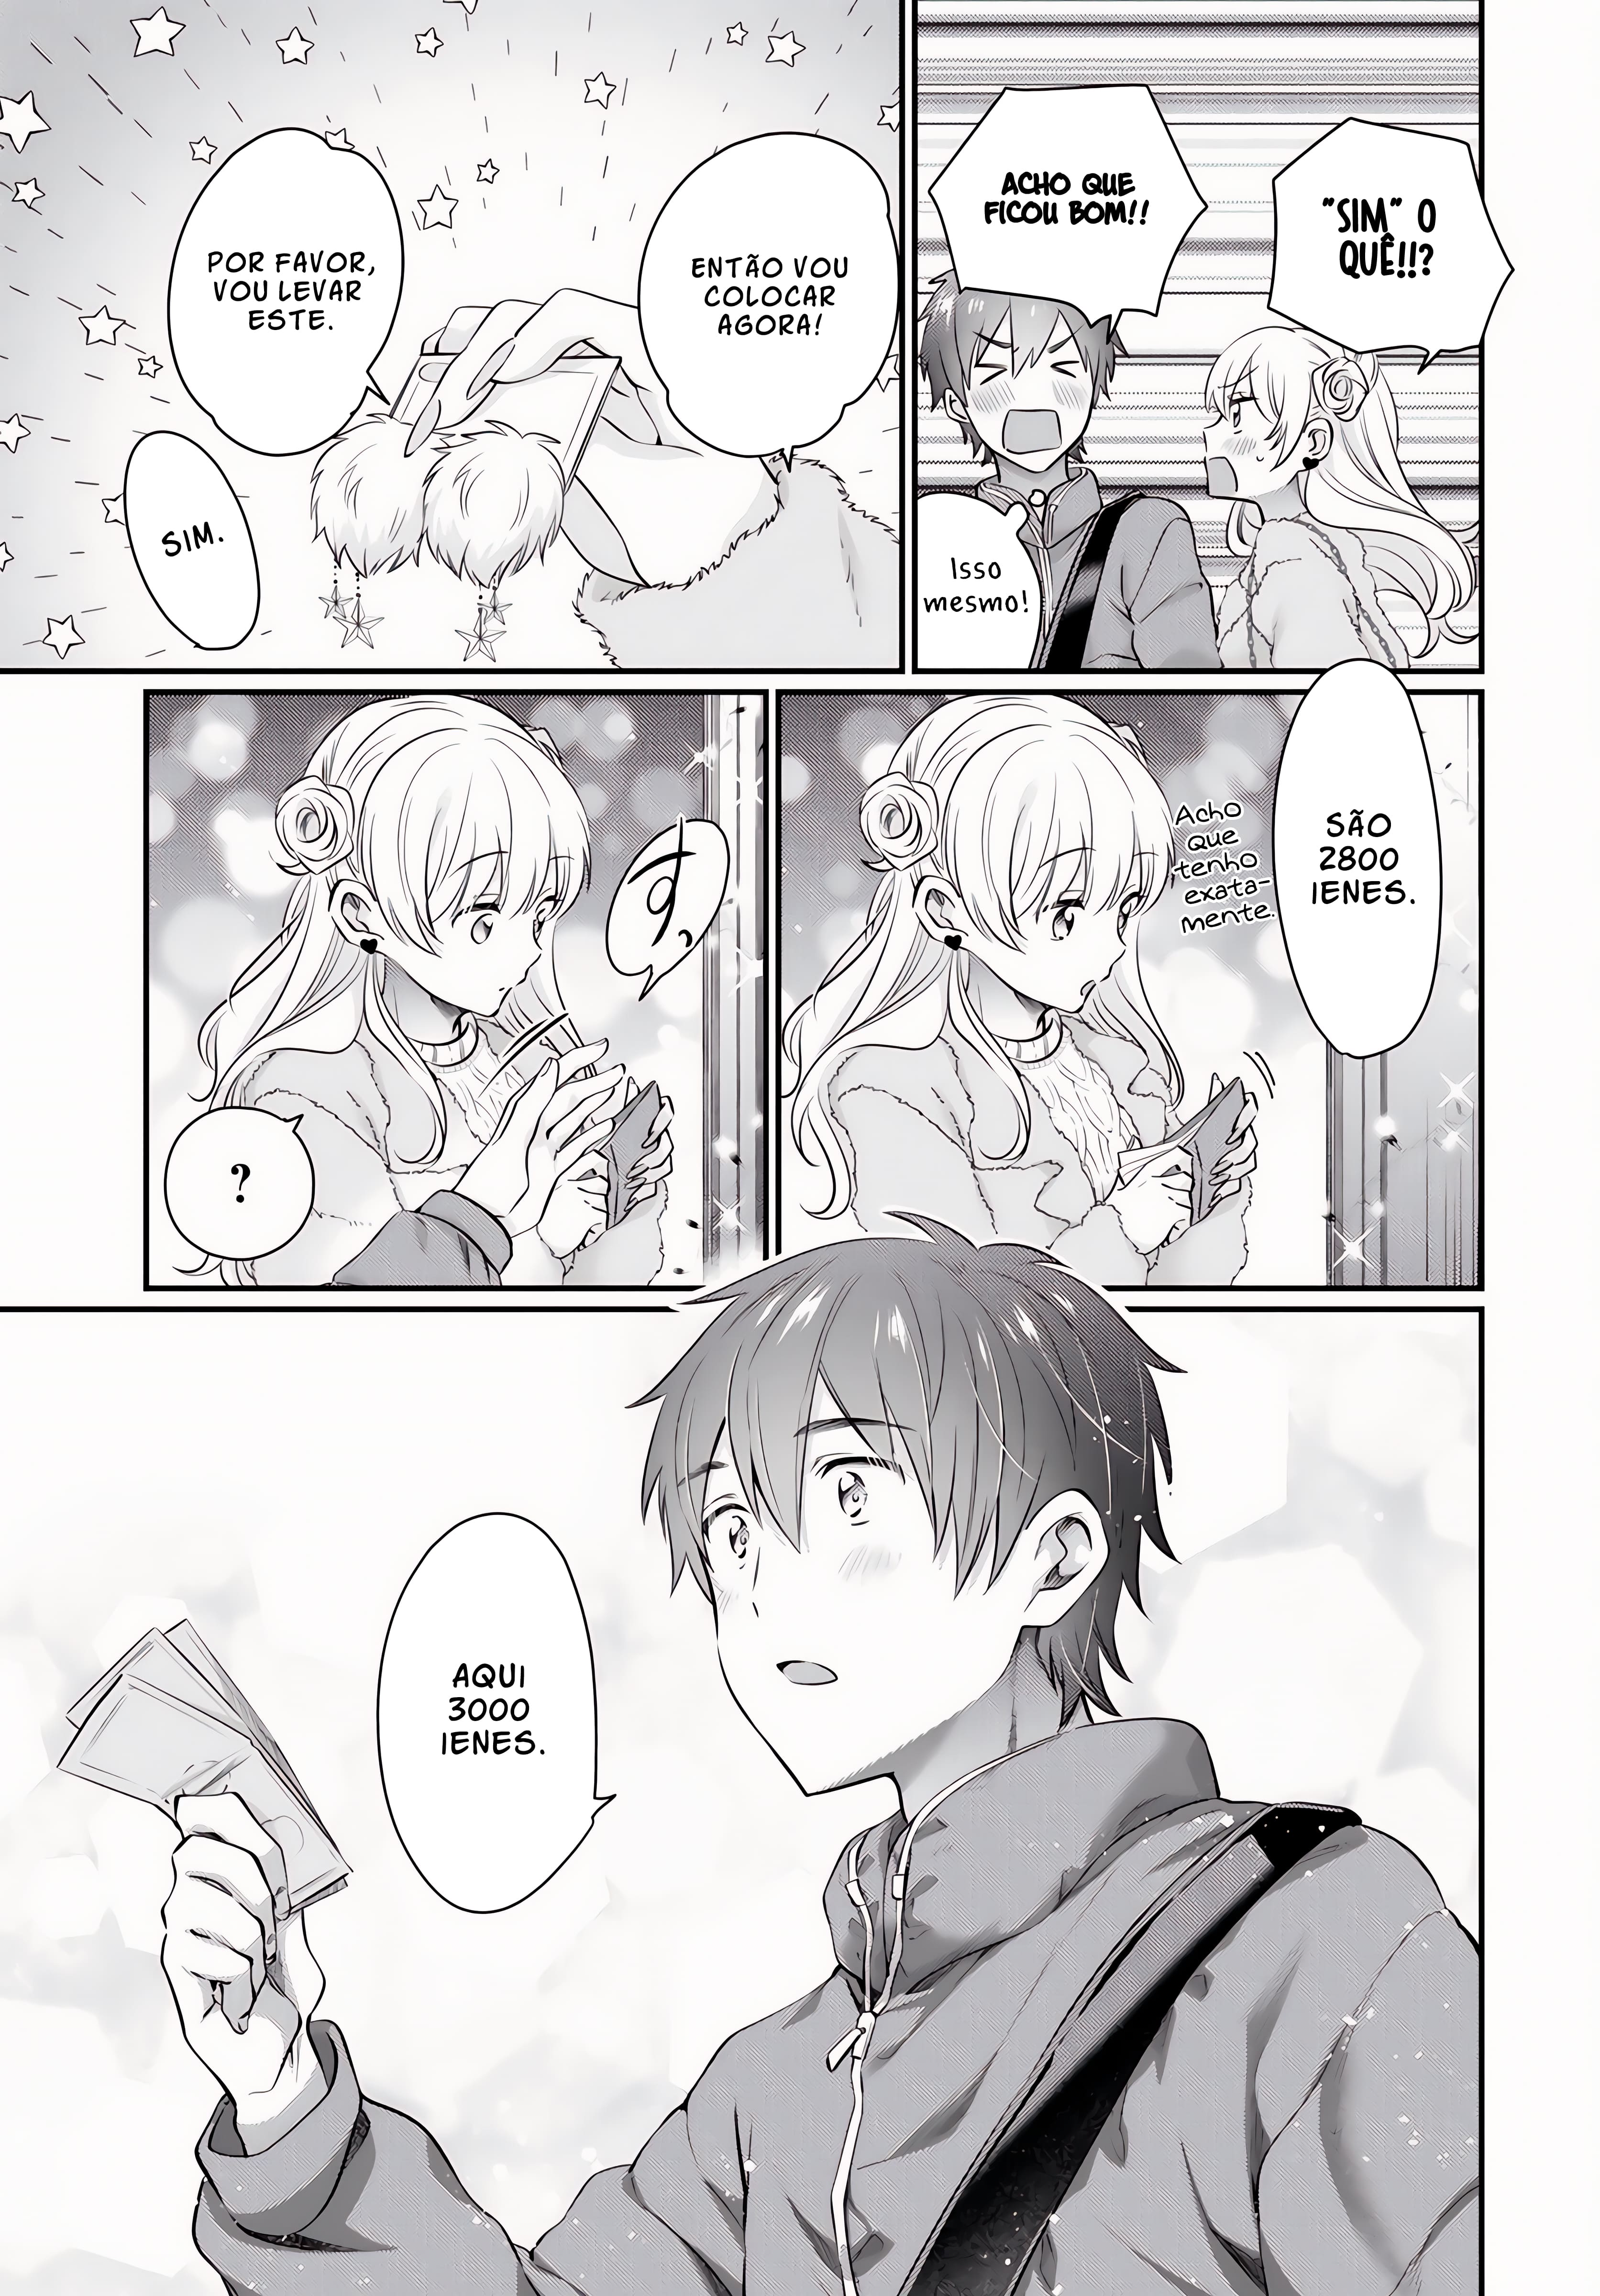 "SIM" O
QUÊ!!?
ACHO QUE
FICOU BOM!!
Isso
mesmo!
ENTÃO VOU
COLOCAR
AGORA!
POR FAVOR,
VOU LEVAR
ESTE.
SIM.
SÃO
2800
IENES.
Acho
que
tenho
exata-
mente.
すっ
?
AQUI
3000
IENES.